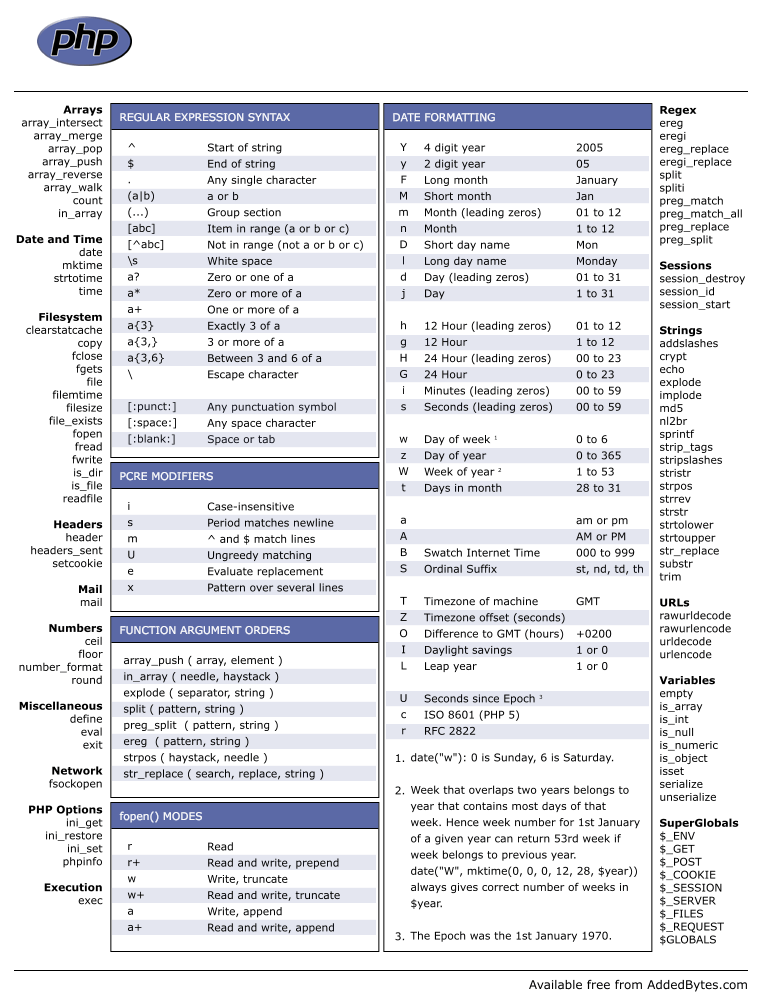 php
Arrays
array_intersect
array_merge
array_pop
array_push
array_reverse
array_walk
count
in_array
Date and Time
date
mktime
strtotime
time
Filesystem
clearstatcache
copy
fclose
fgets
file
filemtime
filesize
file_exists
fopen
fread
fwrite
is_dir
is_file
readfile
Headers
header
headers_sent
setcookie
Mail
mail
Numbers
ceil
floor
number_format
round
Miscellaneous
define
eval
exit
Network
fsockopen
PHP Options
ini_get
ini_restore
ini_set
phpinfo
Execution
exec
REGULAR EXPRESSION SYNTAX
^ Start of string
$ End of string
. Any single character
(a|b) a or b
(...) Group section
[abc] Item in range (a or b or c)
[^abc] Not in range (not a or b or c)
\s White space
a? Zero or one of a
a* Zero or more of a
a+ One or more of a
a{3} Exactly 3 of a
a{3,} 3 or more of a
a{3,6} Between 3 and 6 of a
\ Escape character
[:punct:] Any punctuation symbol
[:space:] Any space character
[:blank:] Space or tab
PCRE MODIFIERS
i Case-insensitive
s Period matches newline
m ^ and $ match lines
U Ungreedy matching
e Evaluate replacement
x Pattern over several lines
FUNCTION ARGUMENT ORDERS
array_push ( array, element )
in_array ( needle, haystack )
explode ( separator, string )
split ( pattern, string )
preg_split ( pattern, string )
ereg ( pattern, string )
strpos ( haystack, needle )
str_replace ( search, replace, string )
fopen() MODES
r Read
r+ Read and write, prepend
w Write, truncate
w+ Read and write, truncate
a Write, append
a+ Read and write, append
DATE FORMATTING
Y 4 digit year 2005
y 2 digit year 05
F Long month January
M Short month Jan
m Month (leading zeros) 01 to 12
n Month 1 to 12
D Short day name Mon
l Long day name Monday
d Day (leading zeros) 01 to 31
j Day 1 to 31
h 12 Hour (leading zeros) 01 to 12
g 12 Hour 1 to 12
H 24 Hour (leading zeros) 00 to 23
G 24 Hour 0 to 23
i Minutes (leading zeros) 00 to 59
s Seconds (leading zeros) 00 to 59
w Day of week ¹ 0 to 6
z Day of year 0 to 365
W Week of year ² 1 to 53
t Days in month 28 to 31
a am or pm
A AM or PM
B Swatch Internet Time 000 to 999
S Ordinal Suffix st, nd, td, th
T Timezone of machine GMT
Z Timezone offset (seconds)
O Difference to GMT (hours) +0200
I Daylight savings 1 or 0
L Leap year 1 or 0
U Seconds since Epoch ³
c ISO 8601 (PHP 5)
r RFC 2822
1. date("w"): 0 is Sunday, 6 is Saturday.
2. Week that overlaps two years belongs to
year that contains most days of that
week. Hence week number for 1st January
of a given year can return 53rd week if
week belongs to previous year.
date("W", mktime(0, 0, 0, 12, 28, $year))
always gives correct number of weeks in
$year.
3. The Epoch was the 1st January 1970.
Regex
ereg
eregi
ereg_replace
eregi_replace
split
spliti
preg_match
preg_match_all
preg_replace
preg_split
Sessions
session_destroy
session_id
session_start
Strings
addslashes
crypt
echo
explode
implode
md5
nl2br
sprintf
strip_tags
stripslashes
stristr
strpos
strrev
strstr
strtolower
strtoupper
str_replace
substr
trim
URLs
rawurldecode
rawurlencode
urldecode
urlencode
Variables
empty
is_array
is_int
is_null
is_numeric
is_object
isset
serialize
unserialize
SuperGlobals
$_ENV
$_GET
$_POST
$_COOKIE
$_SESSION
$_SERVER
$_FILES
$_REQUEST
$GLOBALS
Available free from AddedBytes.com